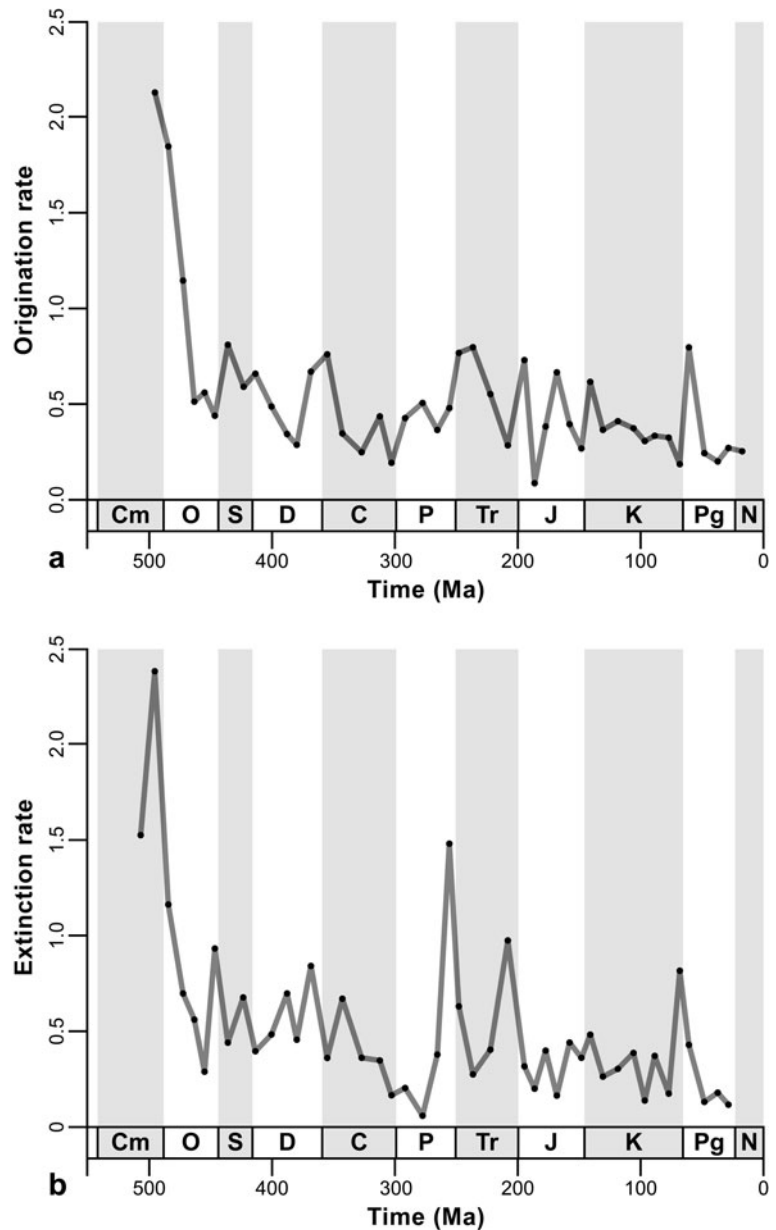 2.5
2.0
1.5
1.0
0.5
0.0
Origination rate
Cm O S D C P Tr J K Pg N
a
500 400 300 200 100 0
Time (Ma)
2.5
2.0
1.5
1.0
0.5
0
Extinction rate
Cm O S D C P Tr J K Pg N
b
500 400 300 200 100 0
Time (Ma)